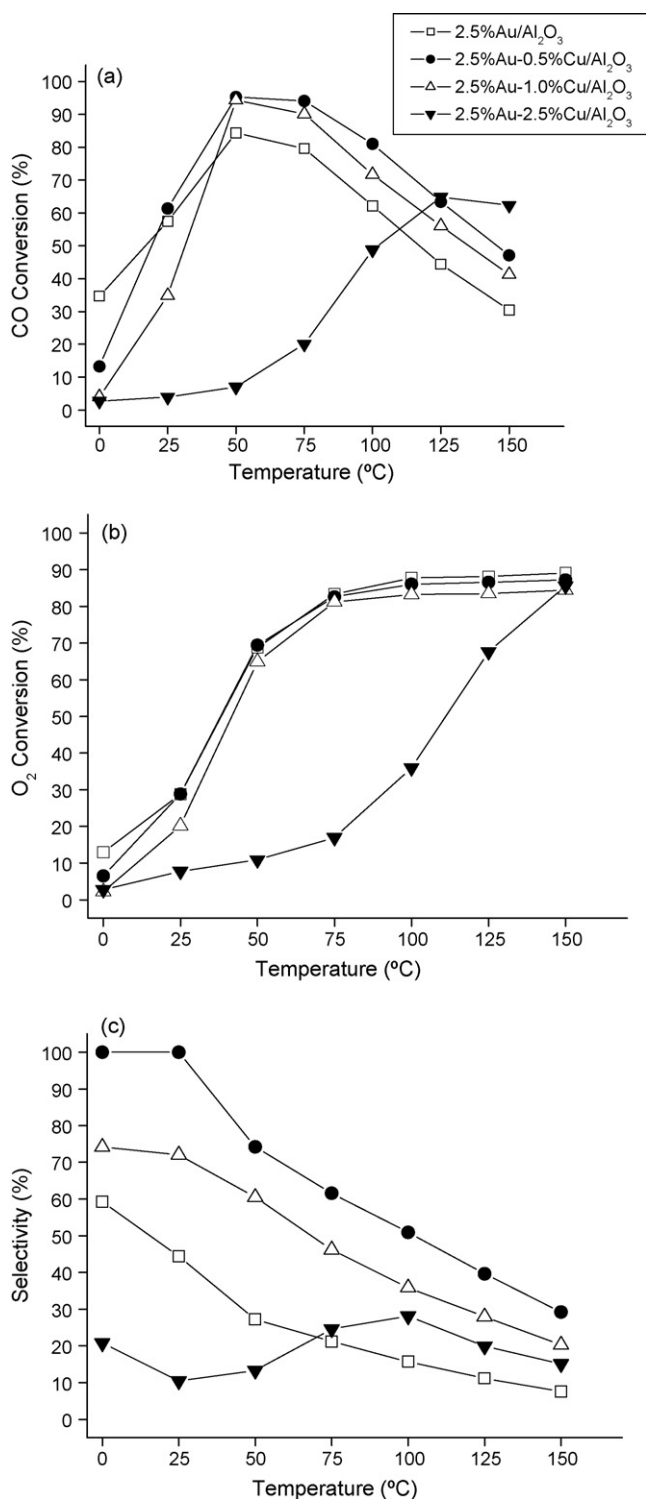 2.5%Au/Al₂O₃
2.5%Au-0.5%Cu/Al₂O₃
2.5%Au-1.0%Cu/Al₂O₃
2.5%Au-2.5%Cu/Al₂O₃
(a)
CO Conversion (%)
100
90
80
70
60
50
40
30
20
10
0
0 25 50 75 100 125 150
Temperature (ºC)
(b)
O₂ Conversion (%)
100
90
80
70
60
50
40
30
20
10
0
0 25 50 75 100 125 150
Temperature (ºC)
(c)
Selectivity (%)
100
90
80
70
60
50
40
30
20
10
0
0 25 50 75 100 125 150
Temperature (ºC)